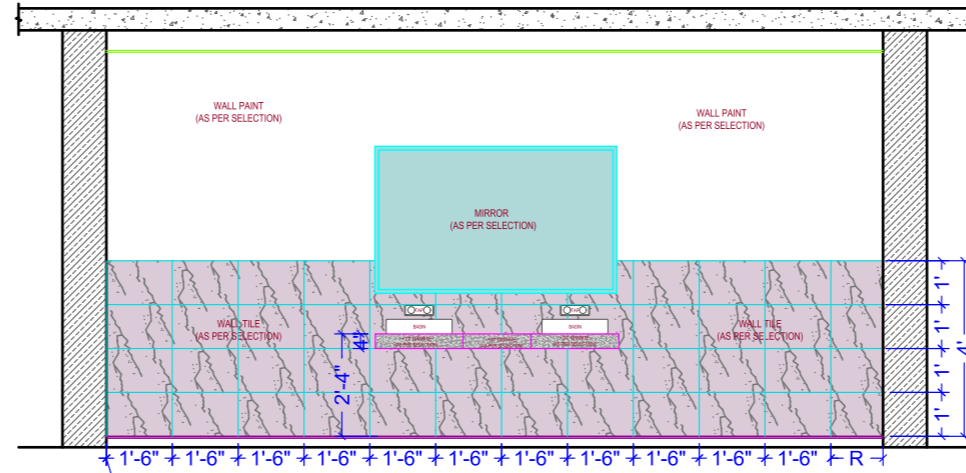 WALL PAINT
(AS PER SELECTION)
WALL PAINT
(AS PER SELECTION)
MIRROR
(AS PER SELECTION)
WALL TILE
(AS PER SELECTION)
BASIN
BASIN
WALL TILE
(AS PER SELECTION)
4"
2'-4"
1'
1'
1'
1'
4'
1'-6" 1'-6" 1'-6" 1'-6" 1'-6" 1'-6" 1'-6" 1'-6" 1'-6" 1'-6" 1'-6" R